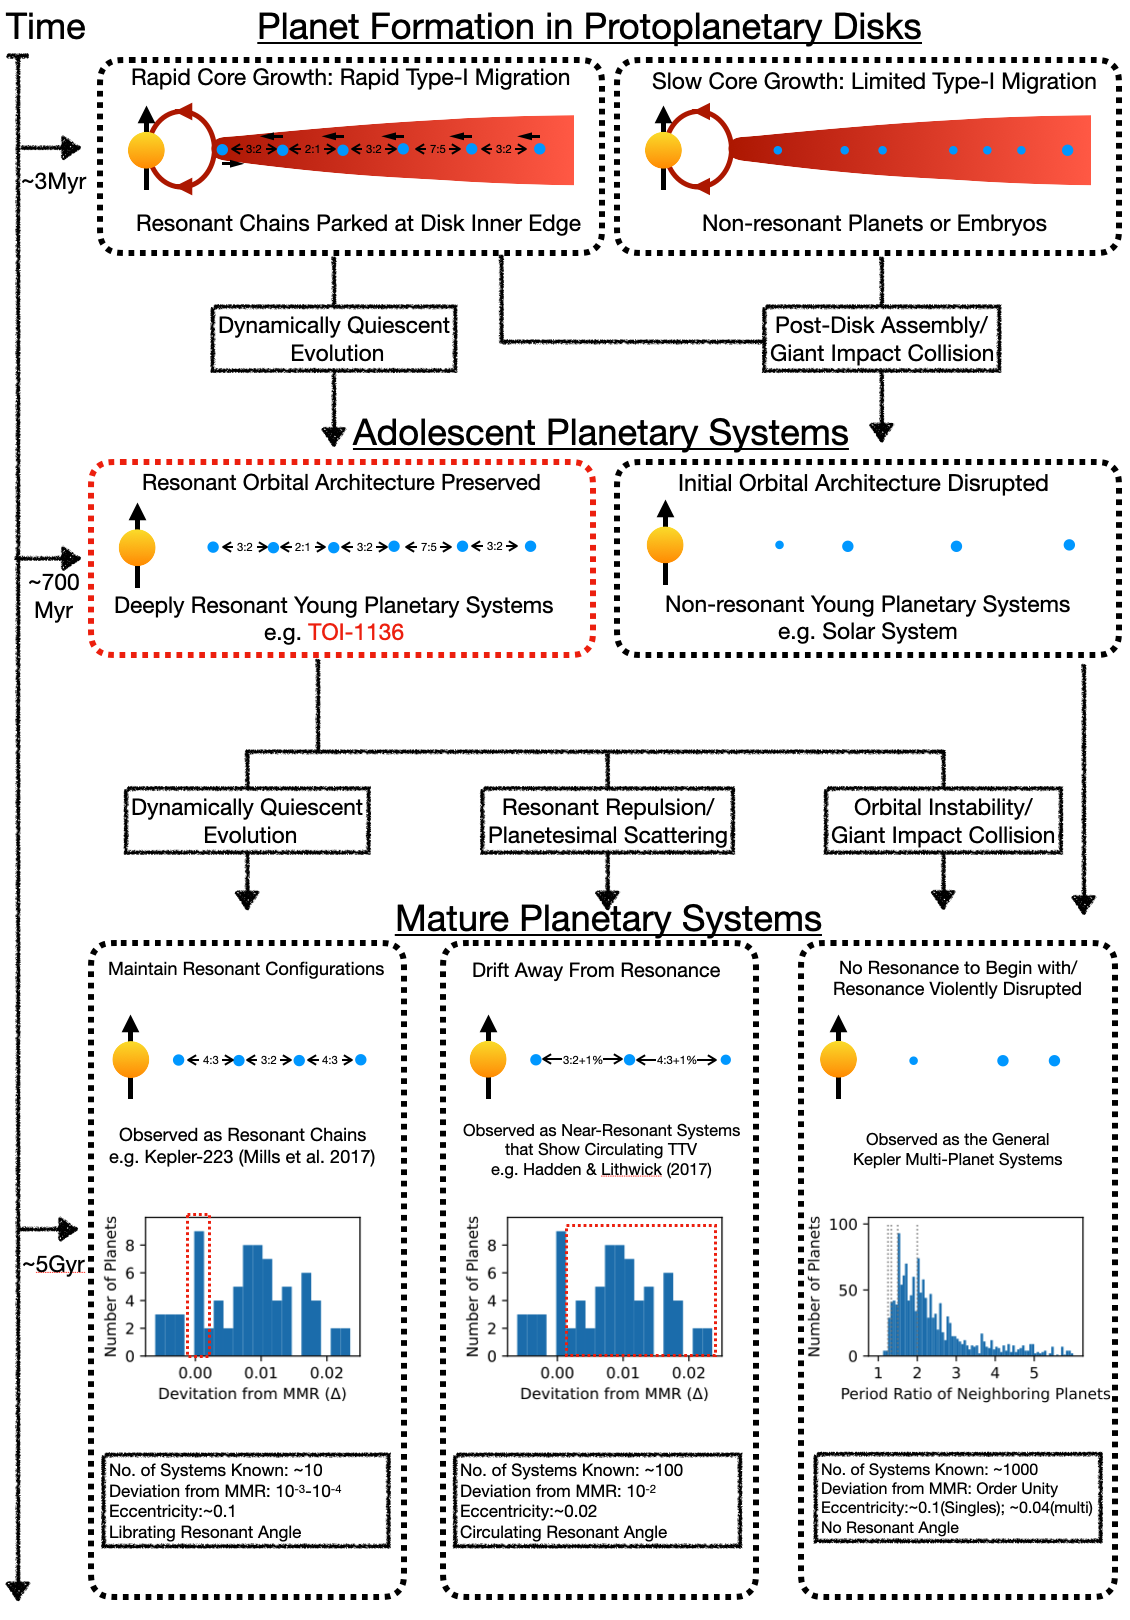 Time
Planet Formation in Protoplanetary Disks
Rapid Core Growth: Rapid Type-I Migration
3:2 2:1 3:2 7:5 3:2
Resonant Chains Parked at Disk Inner Edge
Slow Core Growth: Limited Type-I Migration
Non-resonant Planets or Embryos
~3Myr
Dynamically Quiescent
Evolution
Post-Disk Assembly/
Giant Impact Collision
Adolescent Planetary Systems
Resonant Orbital Architecture Preserved
3:2 2:1 3:2 7:5 3:2
Deeply Resonant Young Planetary Systems
e.g. TOI-1136
Initial Orbital Architecture Disrupted
Non-resonant Young Planetary Systems
e.g. Solar System
~700
Myr
Dynamically Quiescent
Evolution
Resonant Repulsion/
Planetesimal Scattering
Orbital Instability/
Giant Impact Collision
Mature Planetary Systems
Maintain Resonant Configurations
4:3 3:2 4:3
Observed as Resonant Chains
e.g. Kepler-223 (Mills et al. 2017)
Number of Planets
8
6
4
2
0
0.00 0.01 0.02
Devitation from MMR (Δ)
No. of Systems Known: ~10
Deviation from MMR: 10⁻³-10⁻⁴
Eccentricity:~0.1
Librating Resonant Angle
Drift Away From Resonance
3:2+1% 4:3+1%
Observed as Near-Resonant Systems
that Show Circulating TTV
e.g. Hadden & Lithwick (2017)
Number of Planets
8
6
4
2
0
0.00 0.01 0.02
Devitation from MMR (Δ)
No. of Systems Known: ~100
Deviation from MMR: 10⁻²
Eccentricity:~0.02
Circulating Resonant Angle
No Resonance to Begin with/
Resonance Violently Disrupted
Observed as the General
Kepler Multi-Planet Systems
Number of Planets
100
50
0
1 2 3 4 5
Period Ratio of Neighboring Planets
No. of Systems Known: ~1000
Deviation from MMR: Order Unity
Eccentricity:~0.1(Singles); ~0.04(multi)
No Resonant Angle
~5Gyr